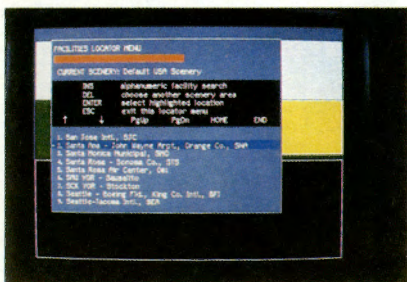 FACILITIES LOCATOR MENU
CURRENT SCENERY: Default USA Scenery
INS alphanumeric facility search
DEL choose another scenery area
ENTER select highlighted location
ESC exit this locator menu
↑ ↓ PgUp PgDn HOME END
1. San Jose Intl., SJC
2. Santa Ana - John Wayne Arpt., Orange Co., SNA
3. Santa Monica Municipal, SMO
4. Santa Rosa - Sonoma Co., STS
5. Santa Rosa Air Center,
6. VOR - Sausalito
7. VOR - Stockton
8. Seattle - Boeing Fld., King Co. Intl., BFI
9. Seattle-Tacoma Intl., SEA